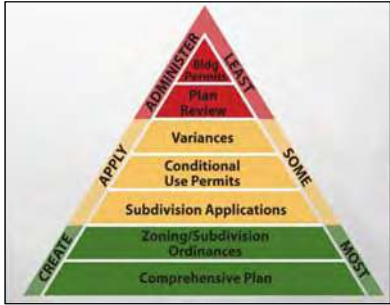 ADMINISTER
LEAST
Bldg
Permits
Plan
Review
APPLY
SOME
Variances
Conditional
Use Permits
Subdivision Applications
CREATE
MOST
Zoning/Subdivision
Ordinances
Comprehensive Plan